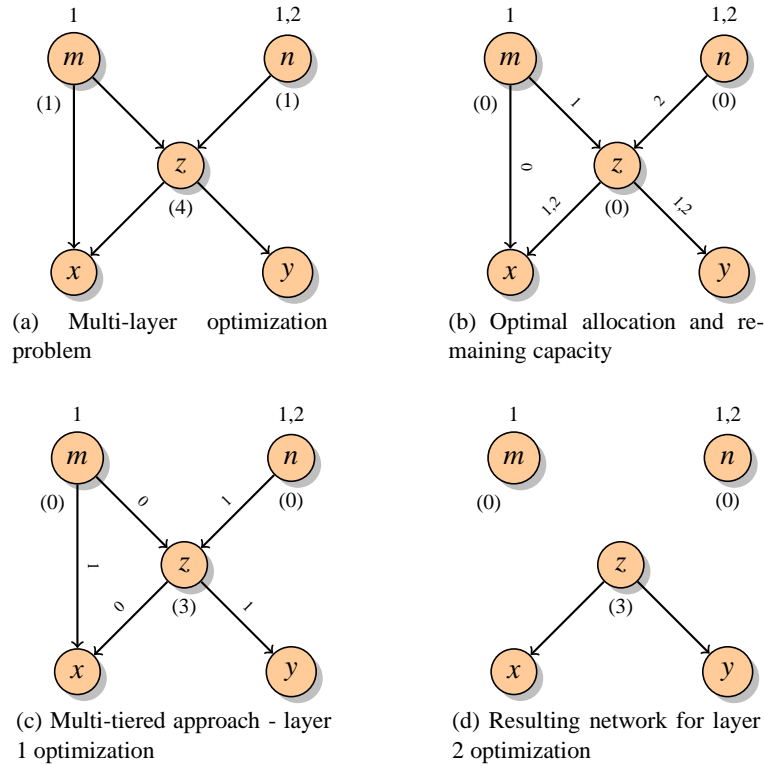 1
1,2
m
n
(1)
(1)
z
(4)
x
y
(a) Multi-layer optimization
problem
1
1,2
m
n
(0)
(0)
1
2
z
0
(0)
1,2
1,2
x
y
(b) Optimal allocation and re-
maining capacity
1
1,2
m
n
(0)
(0)
0
1
z
1
(3)
0
1
x
y
(c) Multi-tiered approach - layer
1 optimization
1
1,2
m
n
(0)
(0)
z
(3)
x
y
(d) Resulting network for layer
2 optimization